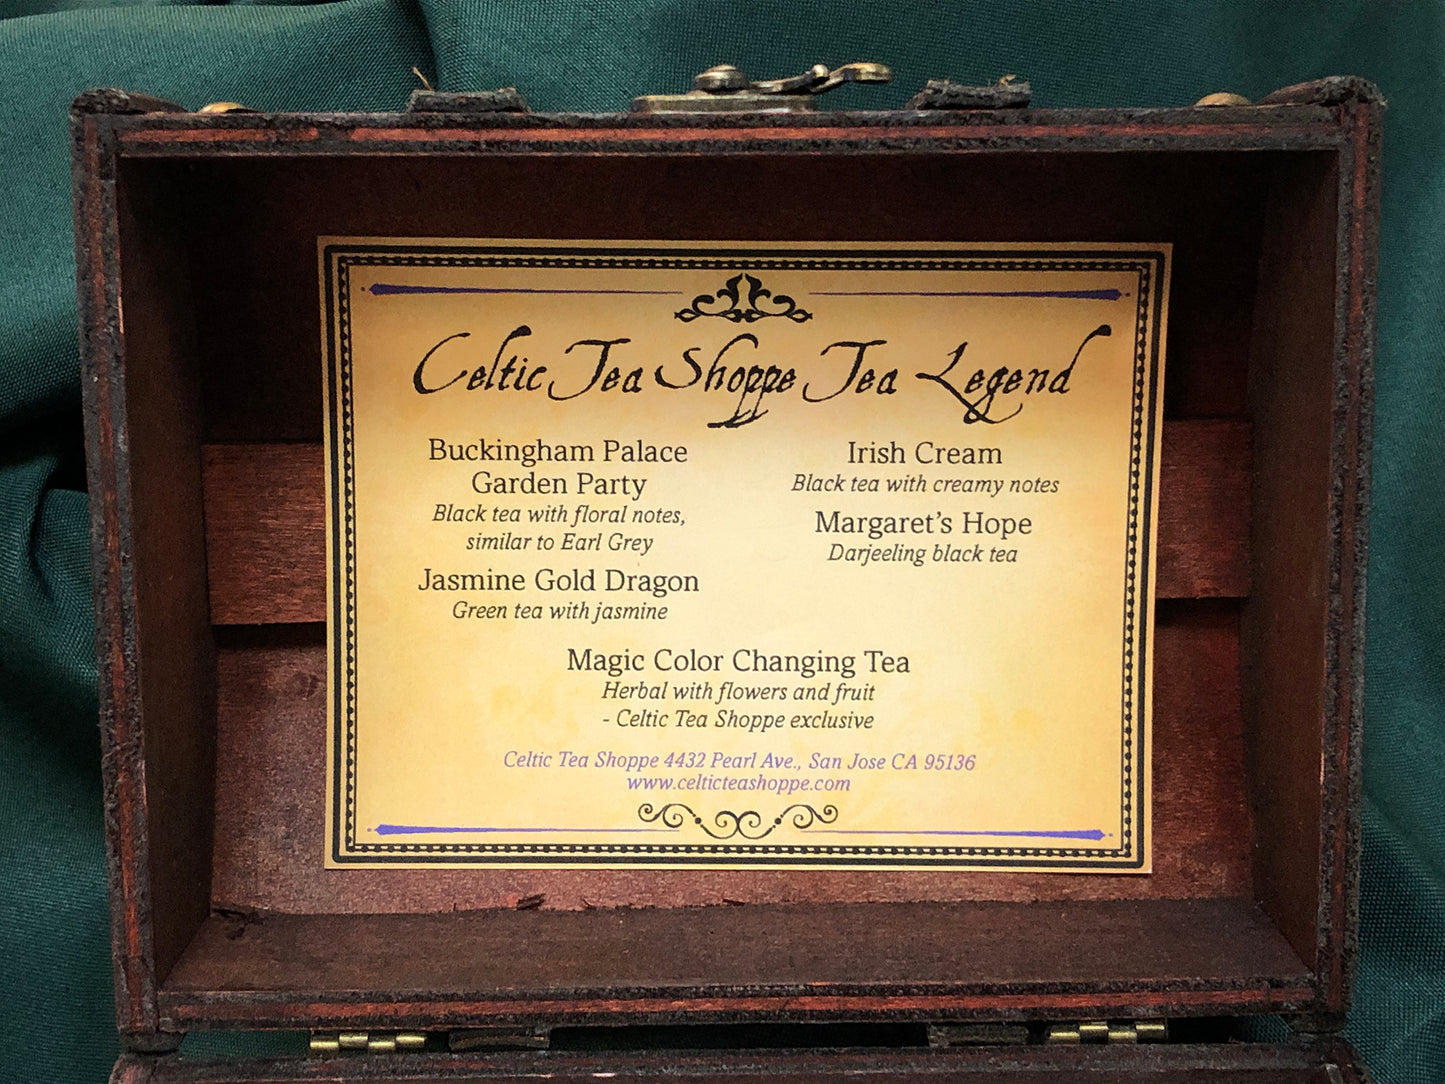 Celtic Tea Shoppe Tea Legend
Buckingham Palace
Garden Party
Black tea with floral notes,
similar to Earl Grey
Jasmine Gold Dragon
Green tea with jasmine
Irish Cream
Black tea with creamy notes
Margaret's Hope
Darjeeling black tea
Magic Color Changing Tea
Herbal with flowers and fruit
- Celtic Tea Shoppe exclusive
Celtic Tea Shoppe 4432 Pearl Ave., San Jose CA 95136
www.celticteashoppe.com